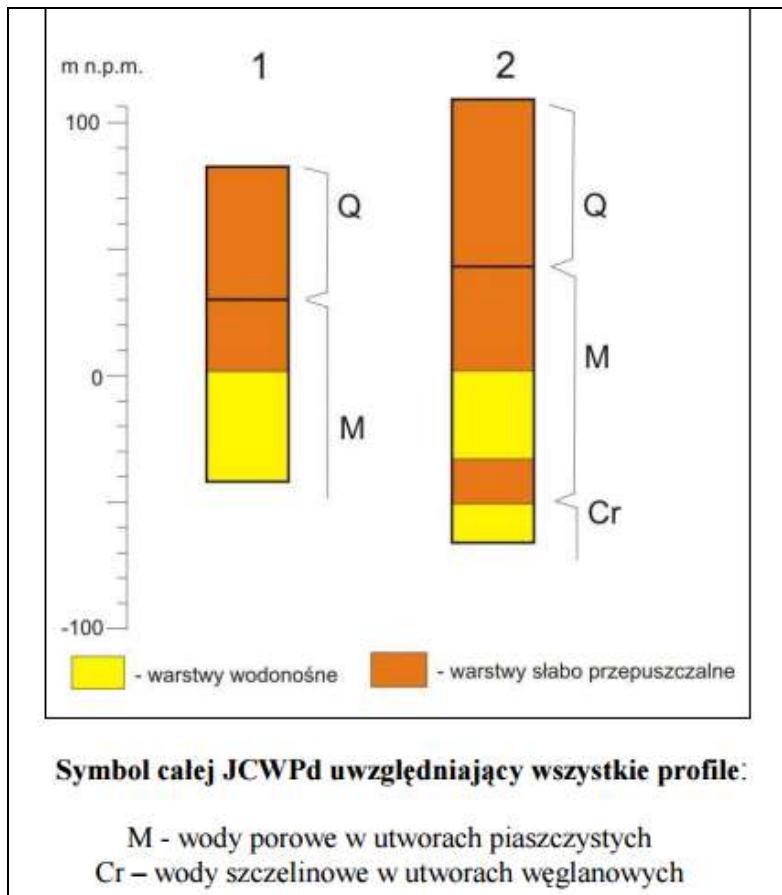 m n.p.m.
1
2
100
0
-100
Q
M
Q
M
Cr
- warstwy wodonośne
- warstwy słabo przepuszczalne
Symbol całej JCWPd uwzględniający wszystkie profile:
M - wody porowe w utworach piaszczystych
Cr – wody szczelinowe w utworach węglanowych